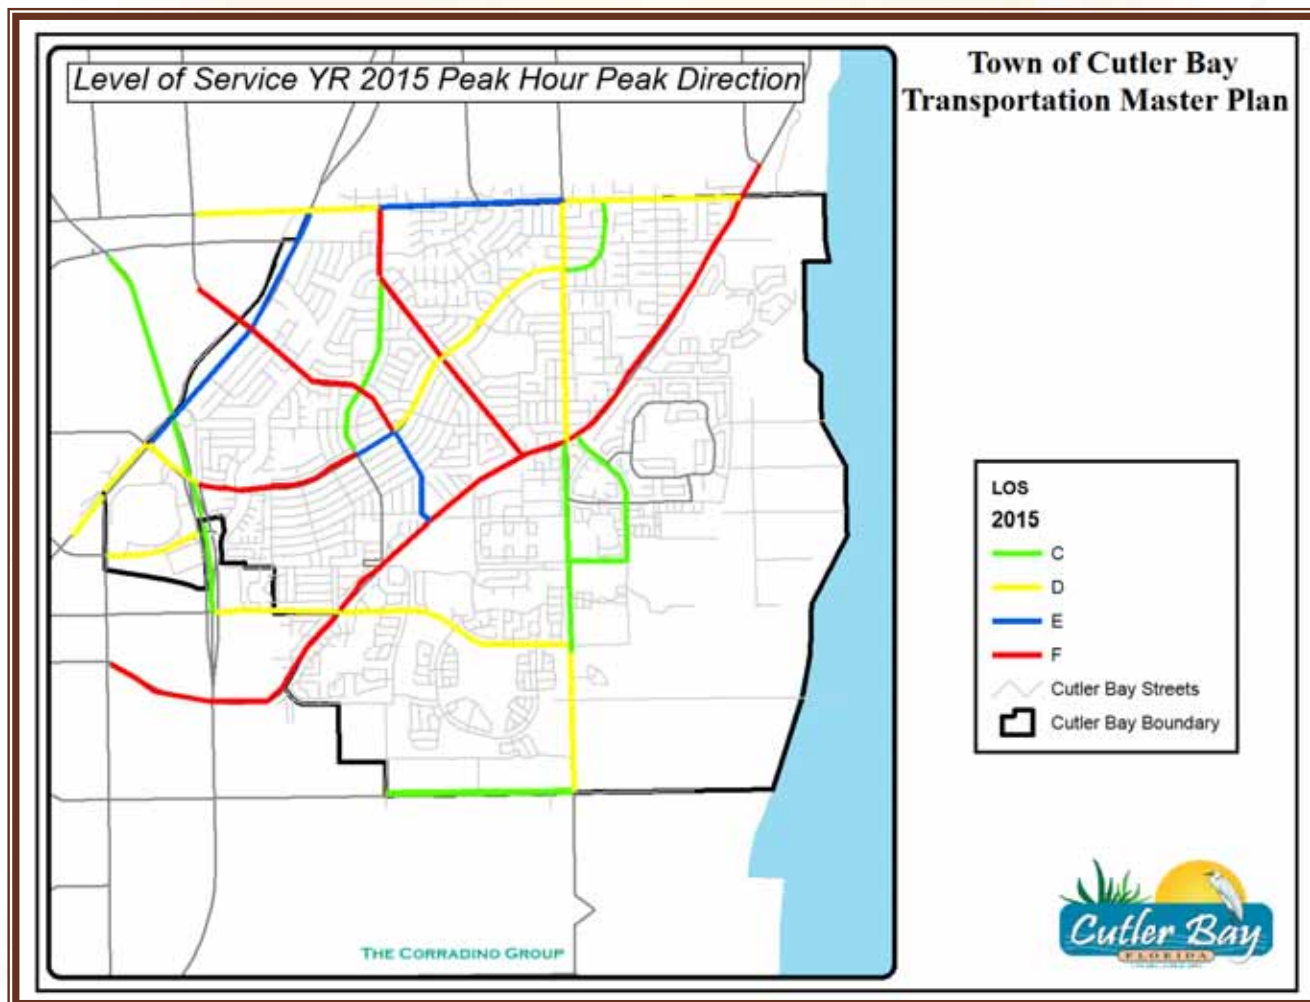 Level of Service YR 2015 Peak Hour Peak Direction
Town of Cutler Bay
Transportation Master Plan
LOS
2015
C
D
E
F
Cutler Bay Streets
Cutler Bay Boundary
THE CORRADINO GROUP
Cutler Bay
FLORIDA